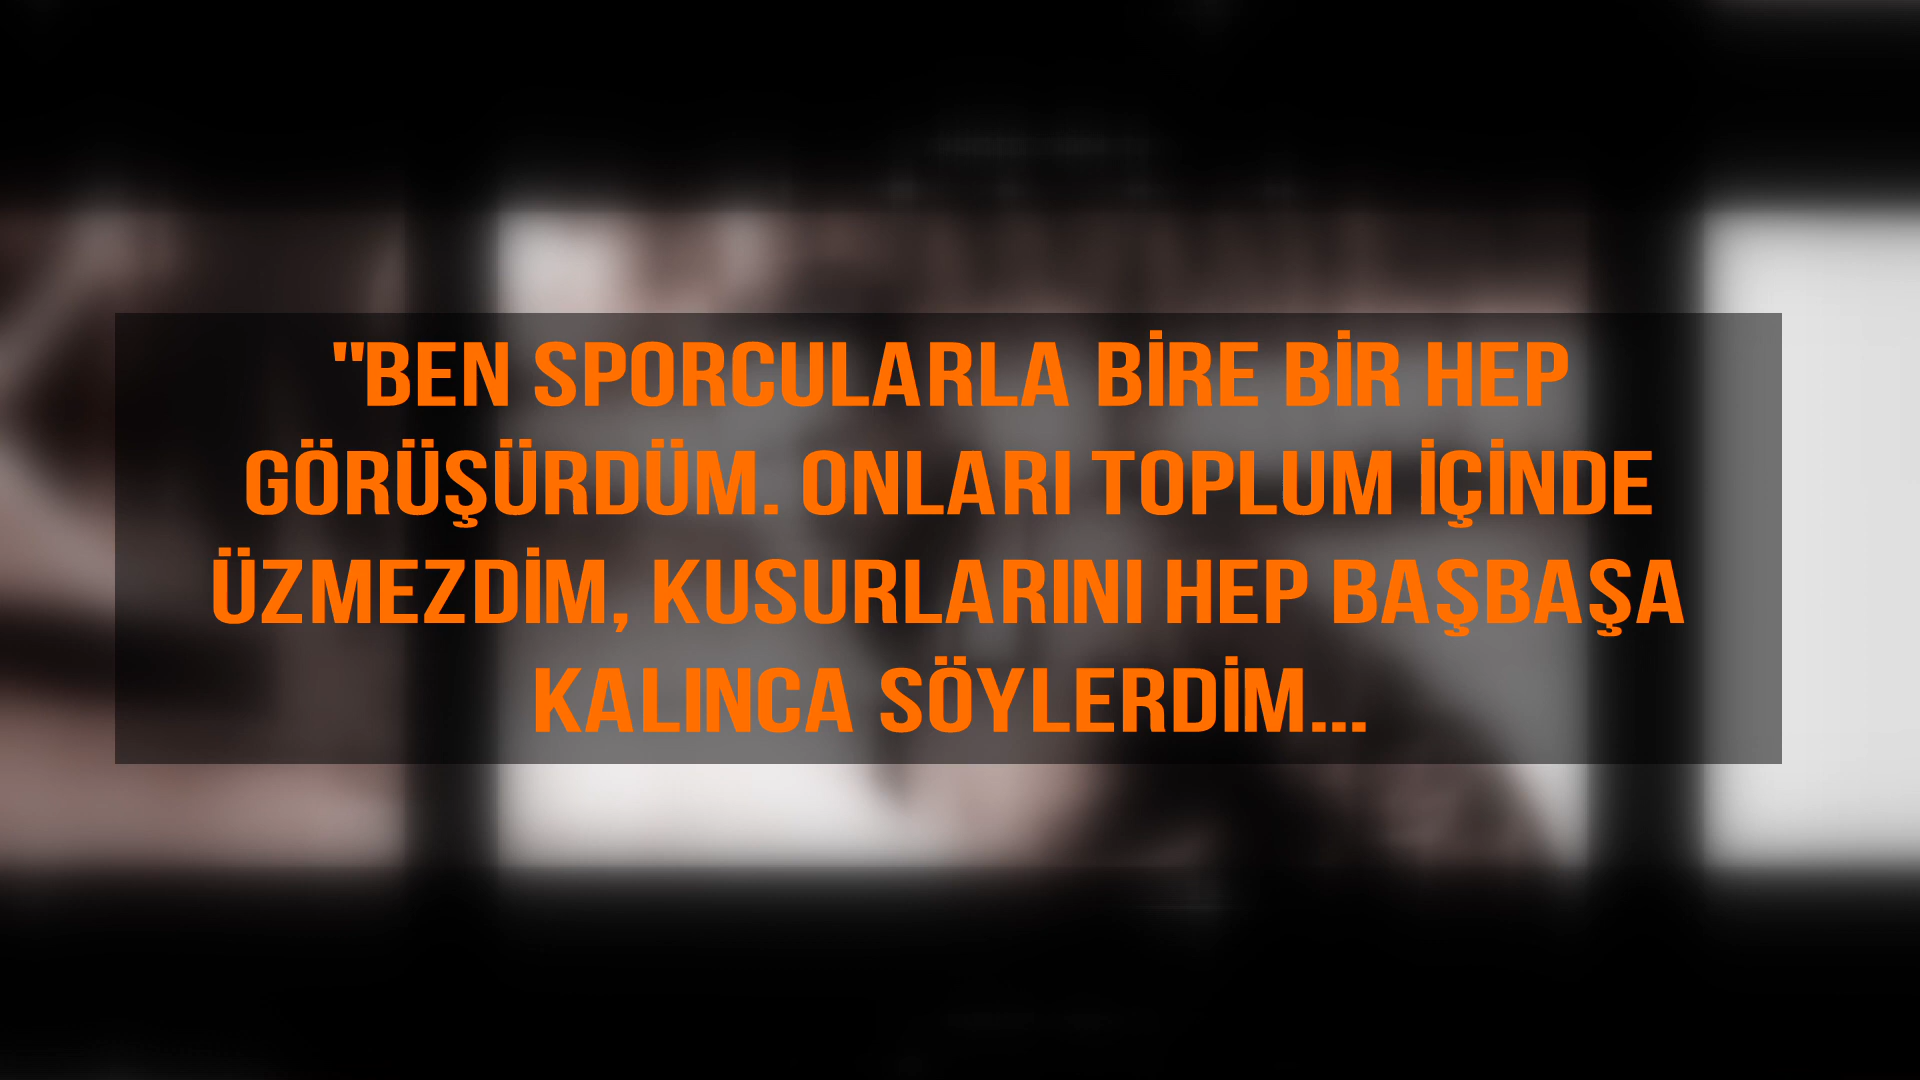 "BEN SPORCULARLA BİRE BİR HEP
GÖRÜŞÜRDÜM. ONLARI TOPLUM İÇİNDE
ÜZMEZDİM, KUSURLARINI HEP BAŞBAŞA
KALINCA SÖYLERDİM...